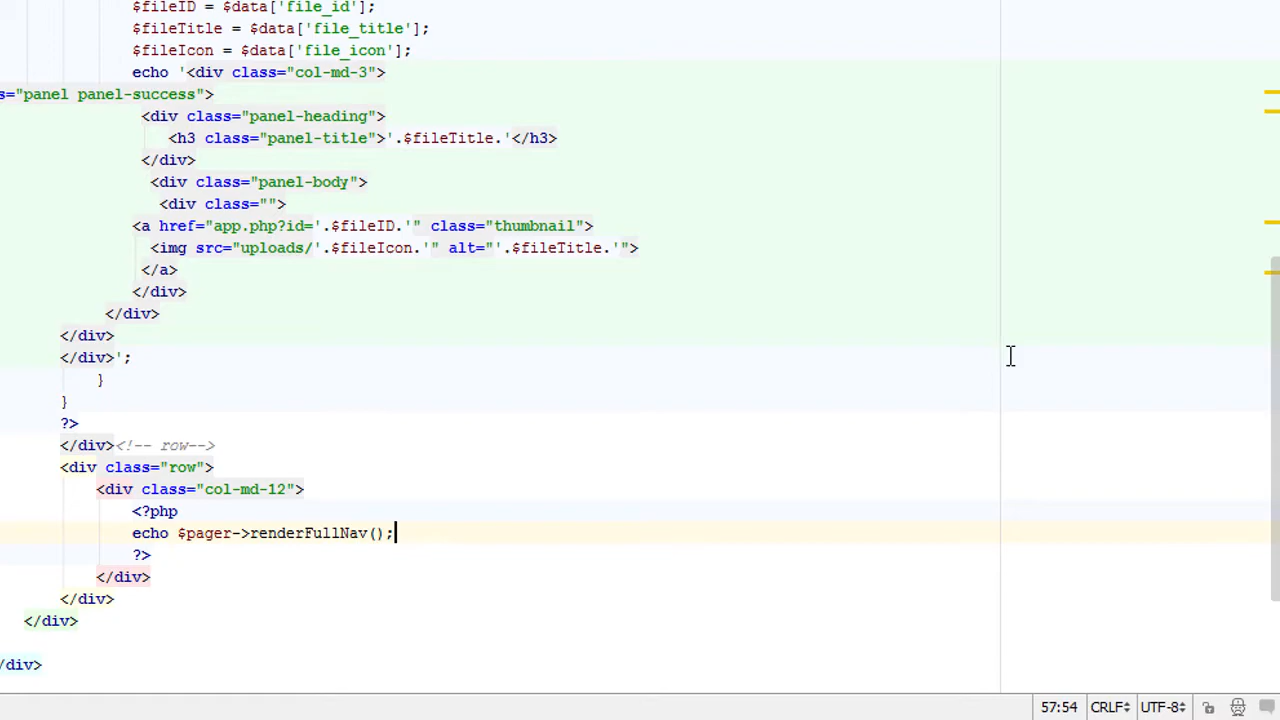 $fileID = $data['file_id'];
$fileTitle = $data['file_title'];
$fileIcon = $data['file_icon'];
echo '<div class="col-md-3">
s="panel panel-success">
<div class="panel-heading">
<h3 class="panel-title">'.$fileTitle.'</h3>
</div>
<div class="panel-body">
<div class="">
<a href="app.php?id='.$fileID.'" class="thumbnail">
<img src="uploads/'.$fileIcon.'" alt="'.$fileTitle.'">
</a>
</div>
</div>
</div>
</div>';
}
}
?>
</div><!-- row-->
<div class="row">
<div class="col-md-12">
<?php
echo $pager->renderFullNav();
?>
</div>
</div>
</div>
/div>
57:54 CRLF UTF-8